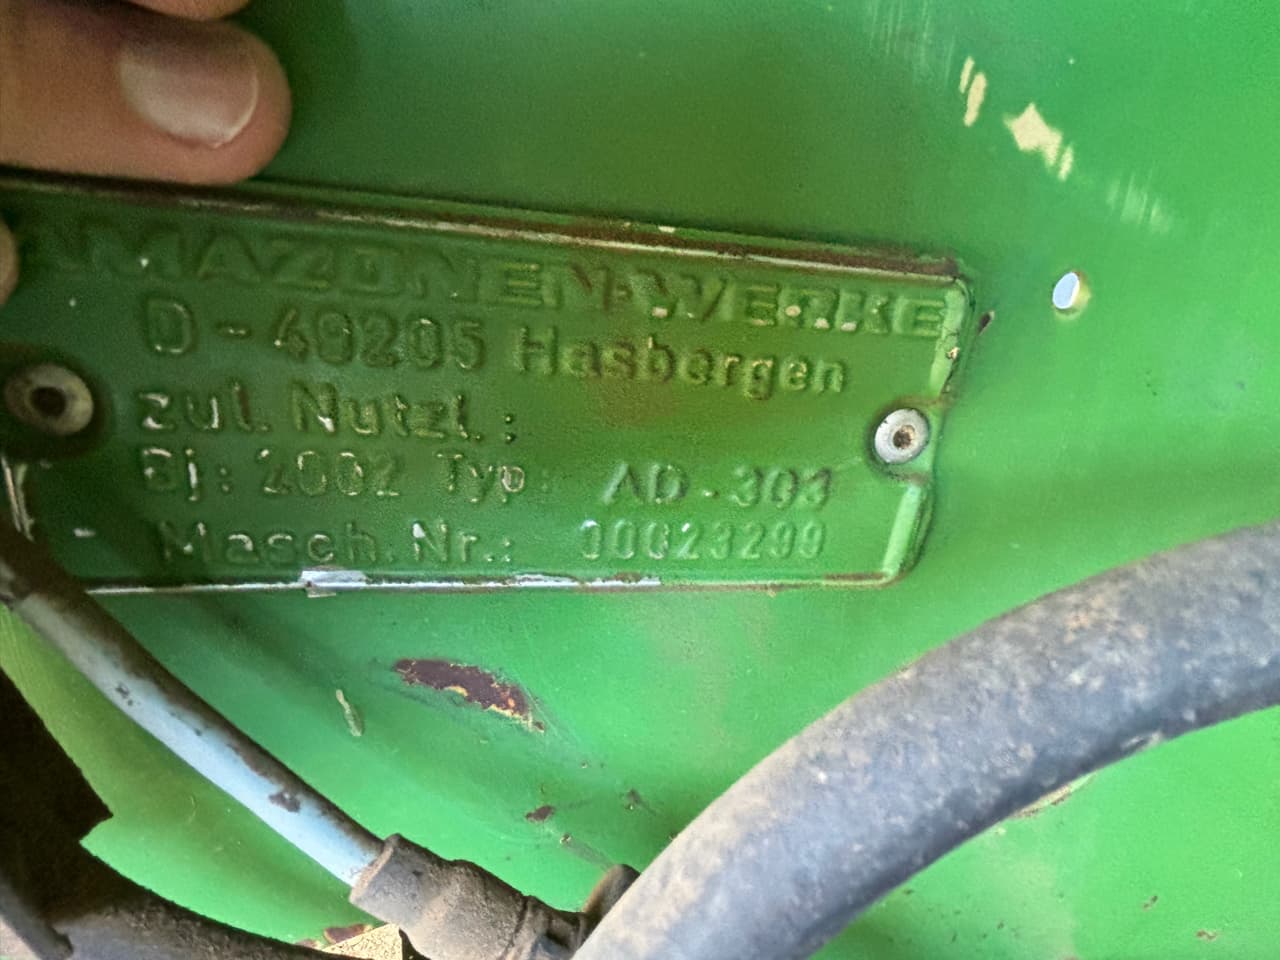 AMAZONEN-WERKE
D-49205 Hasbergen
zul. Nutzl.:
Bj: 2002 Typ: AD-303
Masch. Nr.: 00023299